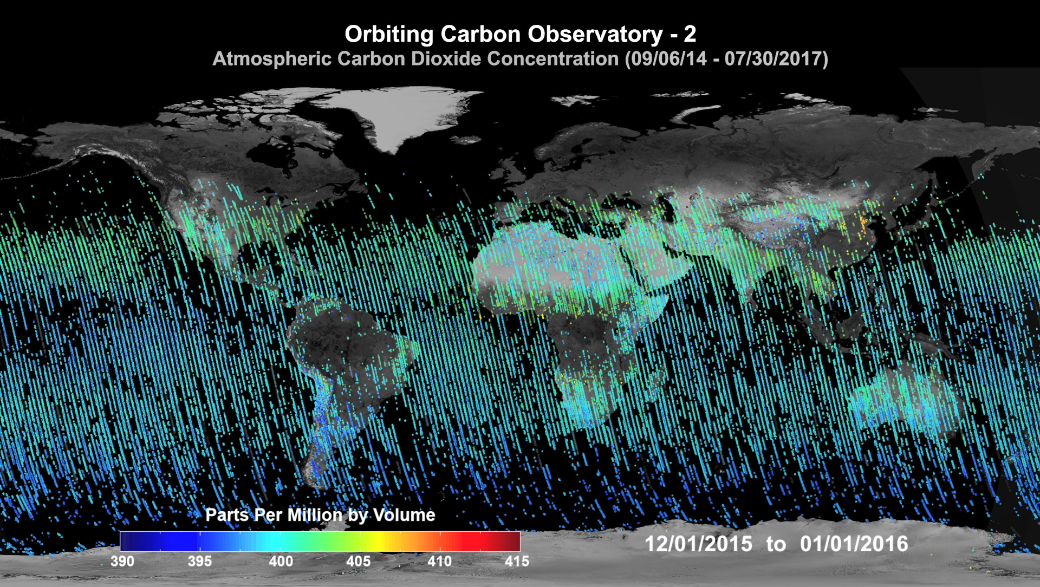 Orbiting Carbon Observatory - 2
Atmospheric Carbon Dioxide Concentration (09/06/14 - 07/30/2017)
Parts Per Million by Volume
390 395 400 405 410 415
12/01/2015 to 01/01/2016